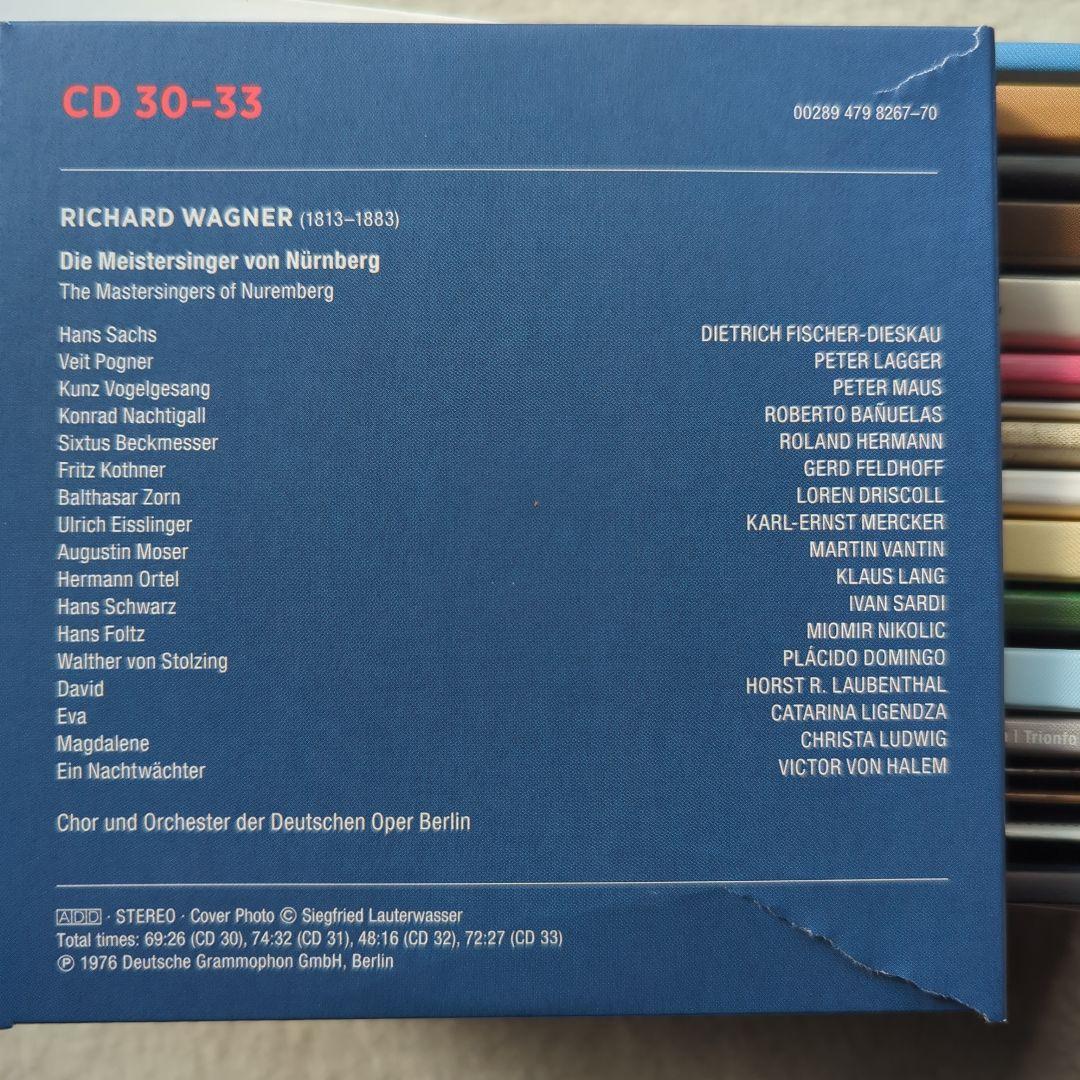 CD 30–33
00289 479 8267–70
RICHARD WAGNER (1813–1883)
Die Meistersinger von Nürnberg
The Mastersingers of Nuremberg
Hans Sachs DIETRICH FISCHER-DIESKAU
Veit Pogner PETER LAGGER
Kunz Vogelgesang PETER MAUS
Konrad Nachtigall ROBERTO BAÑUELAS
Sixtus Beckmesser ROLAND HERMANN
Fritz Kothner GERD FELDHOFF
Balthasar Zorn LOREN DRISCOLL
Ulrich Eisslinger KARL-ERNST MERCKER
Augustin Moser MARTIN VANTIN
Hermann Ortel KLAUS LANG
Hans Schwarz IVAN SARDI
Hans Foltz MIOMIR NIKOLIC
Walther von Stolzing PLÁCIDO DOMINGO
David HORST R. LAUBENTHAL
Eva CATARINA LIGENDZA
Magdalene CHRISTA LUDWIG
Ein Nachtwächter VICTOR VON HALEM
Chor und Orchester der Deutschen Oper Berlin
ADD · STEREO · Cover Photo © Siegfried Lauterwasser
Total times: 69:26 (CD 30), 74:32 (CD 31), 48:16 (CD 32), 72:27 (CD 33)
℗ 1976 Deutsche Grammophon GmbH, Berlin
| Trionfo